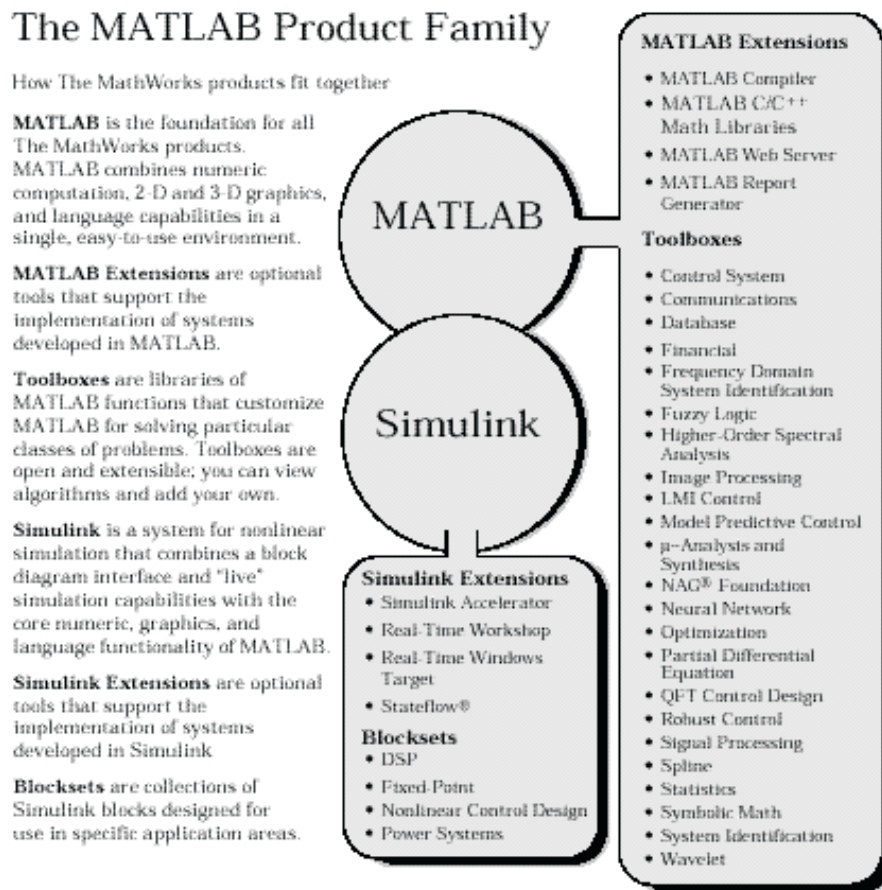 The MATLAB Product Family
How The MathWorks products fit together
MATLAB is the foundation for all
The MathWorks products.
MATLAB combines numeric
computation, 2-D and 3-D graphics,
and language capabilities in a
single, easy-to-use environment.
MATLAB Extensions are optional
tools that support the
implementation of systems
developed in MATLAB.
Toolboxes are libraries of
MATLAB functions that customize
MATLAB for solving particular
classes of problems. Toolboxes are
open and extensible; you can view
algorithms and add your own.
Simulink is a system for nonlinear
simulation that combines a block
diagram interface and "live"
simulation capabilities with the
core numeric, graphics, and
language functionality of MATLAB.
Simulink Extensions are optional
tools that support the
implementation of systems
developed in Simulink
Blocksets are collections of
Simulink blocks designed for
use in specific application areas.
MATLAB
Simulink
Simulink Extensions
• Simulink Accelerator
• Real-Time Workshop
• Real-Time Windows
Target
• Stateflow®
Blocksets
• DSP
• Fixed-Point
• Nonlinear Control Design
• Power Systems
MATLAB Extensions
• MATLAB Compiler
• MATLAB C/C++
Math Libraries
• MATLAB Web Server
• MATLAB Report
Generator
Toolboxes
• Control System
• Communications
• Database
• Financial
• Frequency Domain
System Identification
• Fuzzy Logic
• Higher-Order Spectral
Analysis
• Image Processing
• LMI Control
• Model Predictive Control
• µ-Analysis and
Synthesis
• NAG® Foundation
• Neural Network
• Optimization
• Partial Differential
Equation
• QFT Control Design
• Robust Control
• Signal Processing
• Spline
• Statistics
• Symbolic Math
• System Identification
• Wavelet